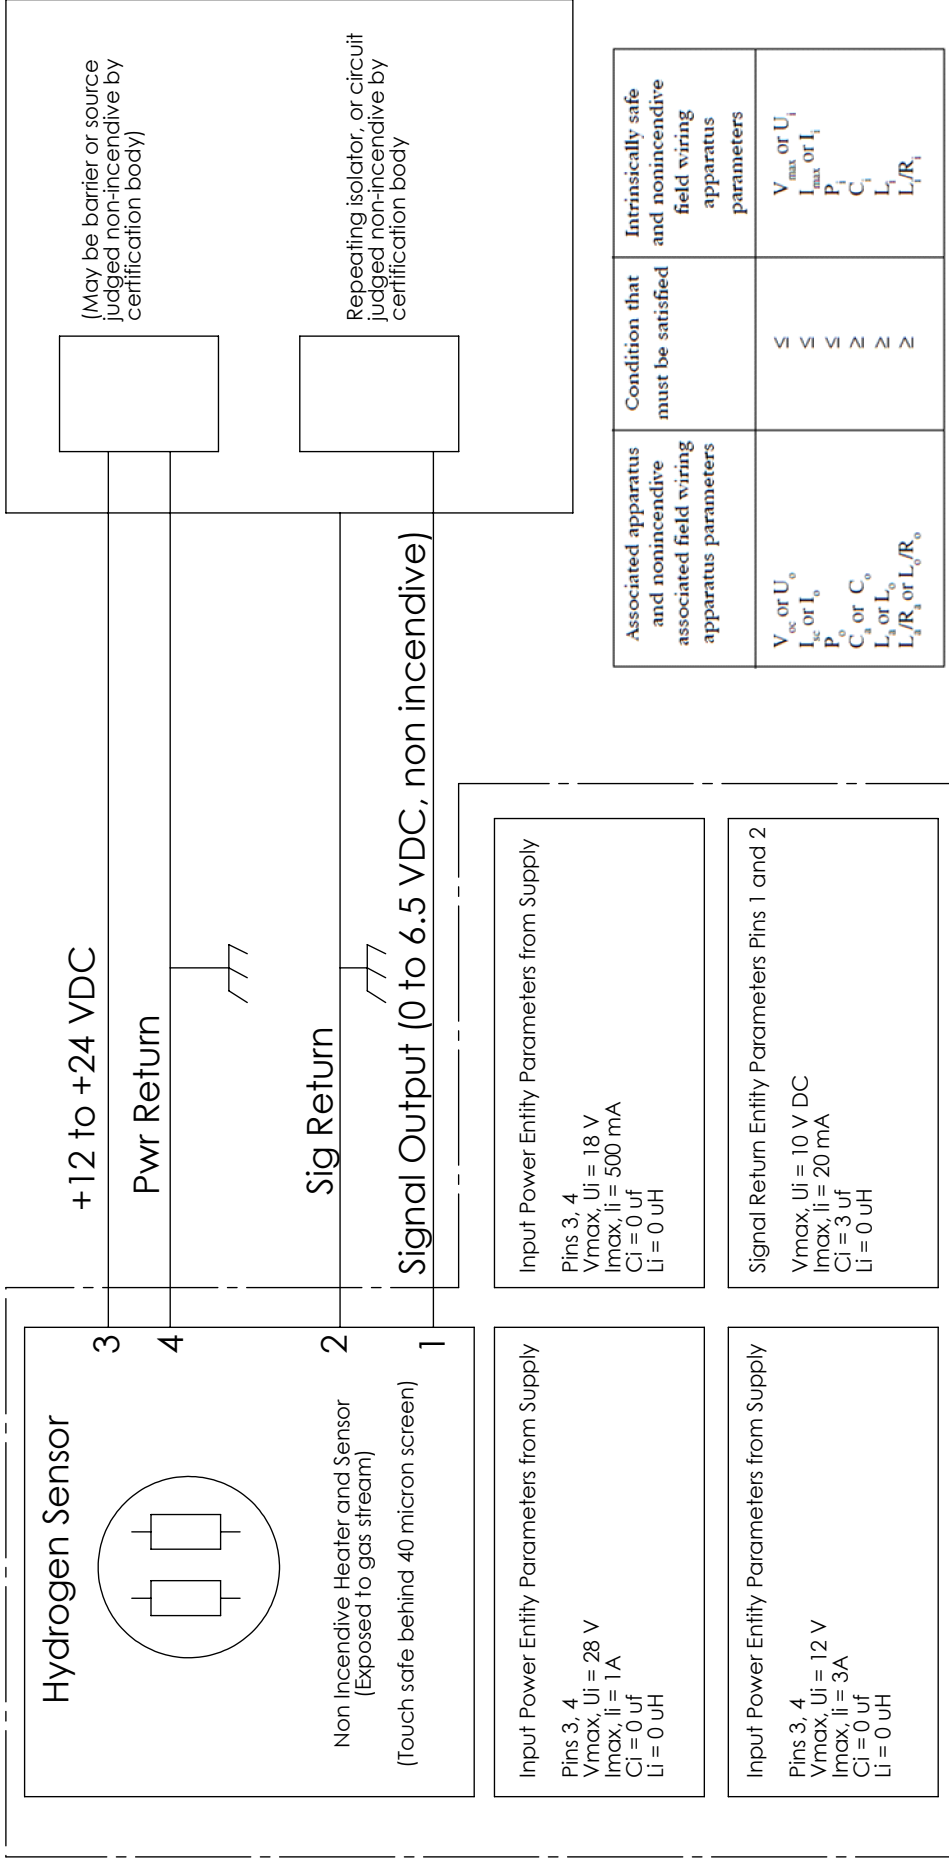 Hydrogen Sensor
Non Incendive Heater and Sensor
(Exposed to gas stream)
(Touch safe behind 40 micron screen)
3
4
2
1
+12 to +24 VDC
Pwr Return
Sig Return
Signal Output (0 to 6.5 VDC, non incendive)
(May be barrier or source
judged non-incendive by
certification body)
Repeating isolator, or circuit
judged non-incendive by
certification body
Input Power Entity Parameters from Supply
Pins 3, 4
Vmax, Ui = 28 V
Imax, Ii = 1A
Ci = 0 uf
Li = 0 uH
Input Power Entity Parameters from Supply
Pins 3, 4
Vmax, Ui = 18 V
Imax, Ii = 500 mA
Ci = 0 uf
Li = 0 uH
Input Power Entity Parameters from Supply
Pins 3, 4
Vmax, Ui = 12 V
Imax, Ii = 3A
Ci = 0 uf
Li = 0 uH
Signal Return Entity Parameters Pins 1 and 2
Vmax, Ui = 10 V DC
Imax, Ii = 20 mA
Ci = 3 uf
Li = 0 uH
Associated apparatus
and nonincendive
associated field wiring
apparatus parameters
Condition that
must be satisfied
Intrinsically safe
and nonincendive
field wiring
apparatus
parameters
Voc or Uo ≤ Vmax or Ui
Isc or Io ≤ Imax or Ii
Po ≤ Pi
Ca or Co ≥ Ci
La or Lo ≥ Li
La/Ra or Lo/Ro ≥ Li/Ri